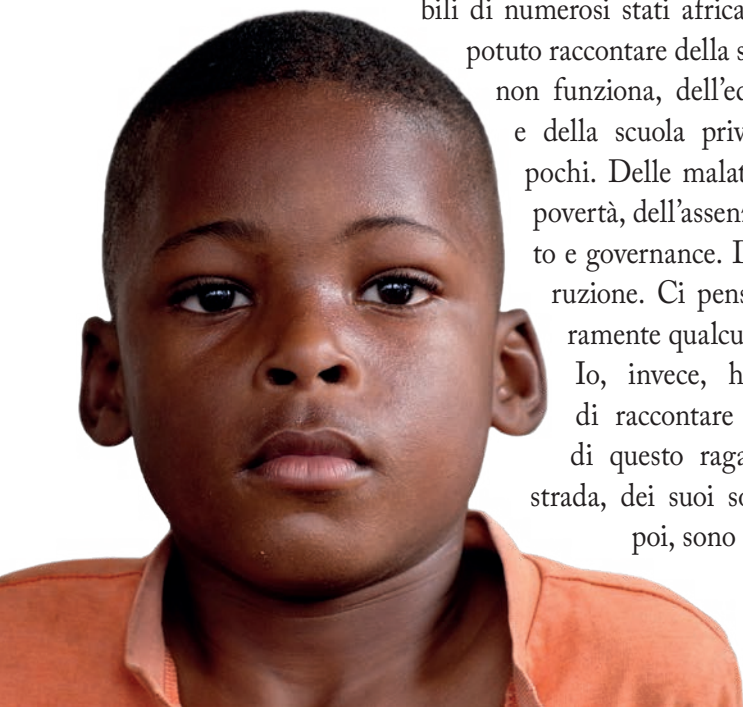 bili di numerosi stati africa
potuto raccontare della s
non funziona, dell’ec
e della scuola priv
pochi. Delle malat
povertà, dell’assenz
to e governance. D
ruzione. Ci pens
ramente qualcu
Io, invece, h
di raccontare
di questo raga
strada, dei suoi so
poi, sono